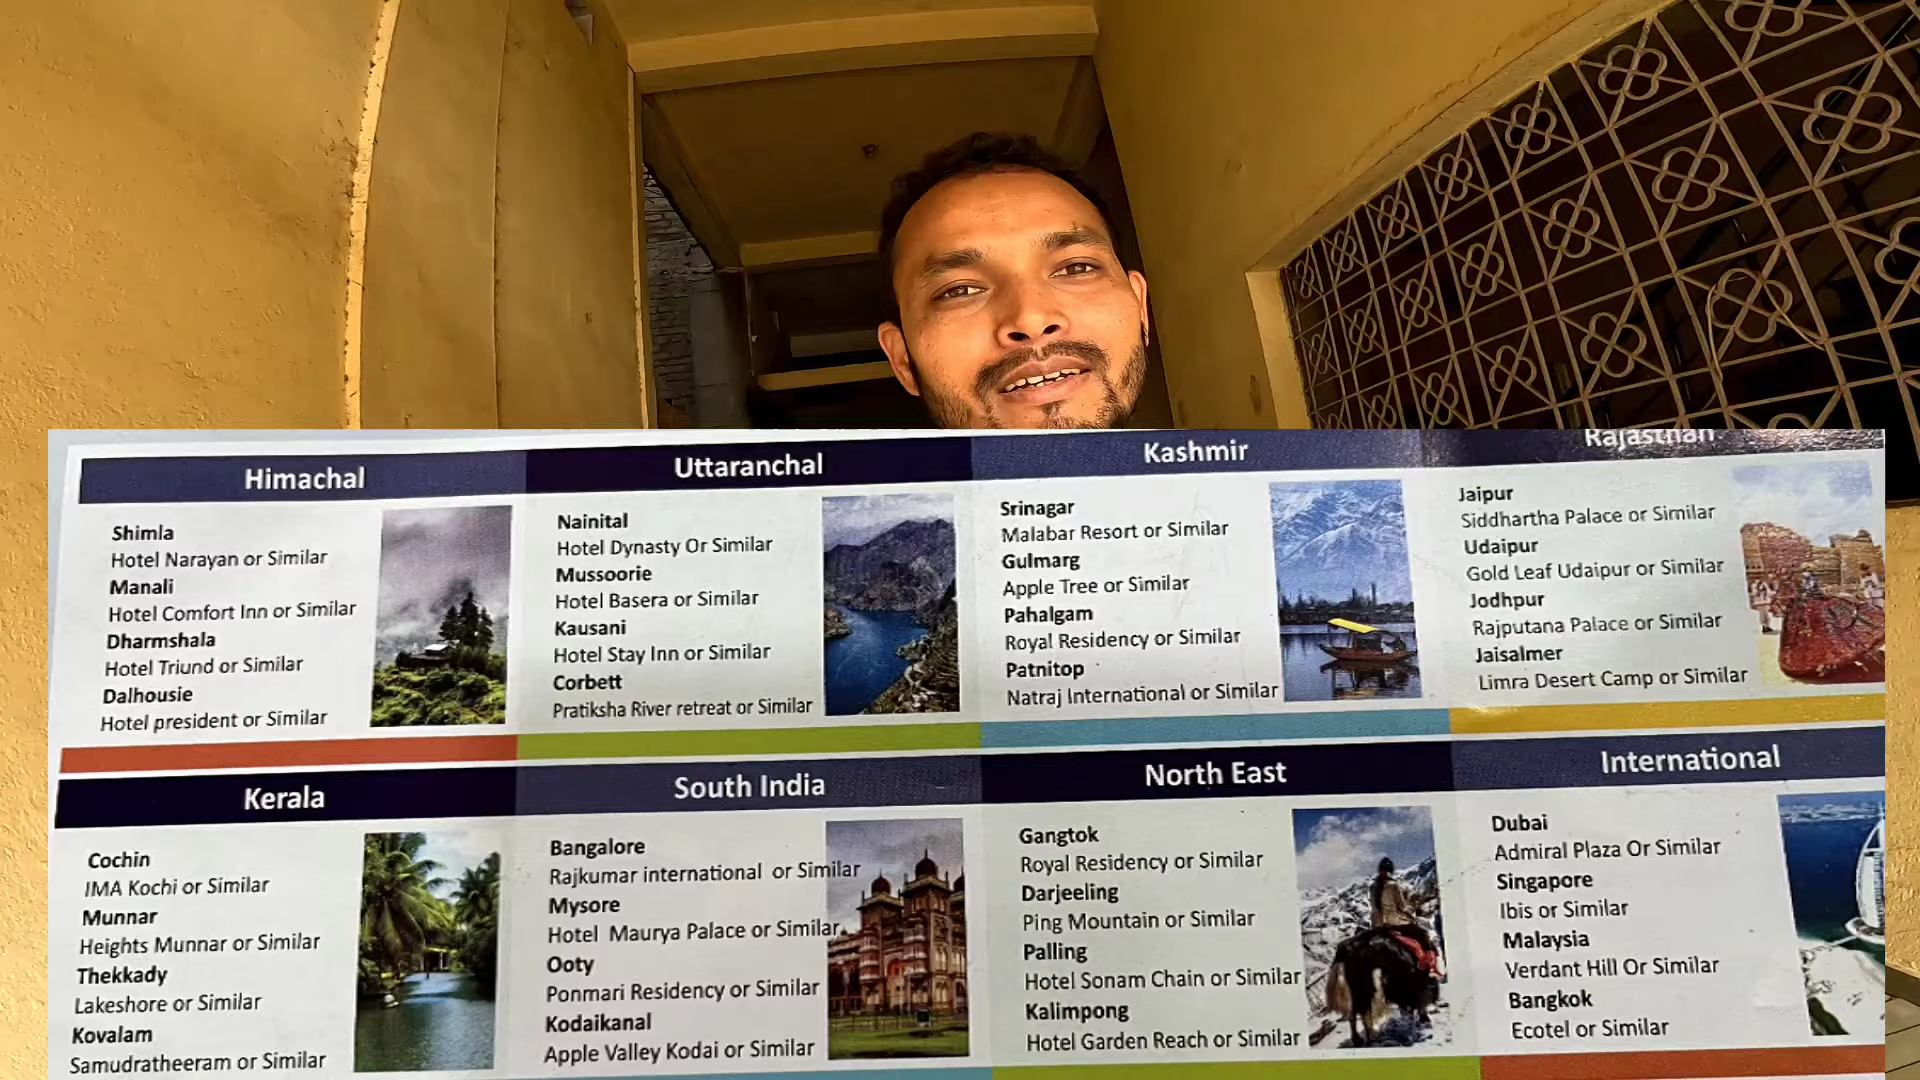 Himachal
Shimla
Hotel Narayan or Similar
Manali
Hotel Comfort Inn or Similar
Dharmshala
Hotel Triund or Similar
Dalhousie
Hotel president or Similar
Uttaranchal
Nainital
Hotel Dynasty Or Similar
Mussoorie
Hotel Basera or Similar
Kausani
Hotel Stay Inn or Similar
Corbett
Pratiksha River retreat or Similar
Kashmir
Srinagar
Malabar Resort or Similar
Gulmarg
Apple Tree or Similar
Pahalgam
Royal Residency or Similar
Patnitop
Natraj International or Similar
Rajasthan
Jaipur
Siddhartha Palace or Similar
Udaipur
Gold Leaf Udaipur or Similar
Jodhpur
Rajputana Palace or Similar
Jaisalmer
Limra Desert Camp or Similar
Kerala
Cochin
IMA Kochi or Similar
Munnar
Heights Munnar or Similar
Thekkady
Lakeshore or Similar
Kovalam
Samudratheeram or Similar
South India
Bangalore
Rajkumar international or Similar
Mysore
Hotel Maurya Palace or Similar
Ooty
Ponmari Residency or Similar
Kodaikanal
Apple Valley Kodai or Similar
North East
Gangtok
Royal Residency or Similar
Darjeeling
Ping Mountain or Similar
Palling
Hotel Sonam Chain or Similar
Kalimpong
Hotel Garden Reach or Similar
International
Dubai
Admiral Plaza Or Similar
Singapore
Ibis or Similar
Malaysia
Verdant Hill Or Similar
Bangkok
Ecotel or Similar